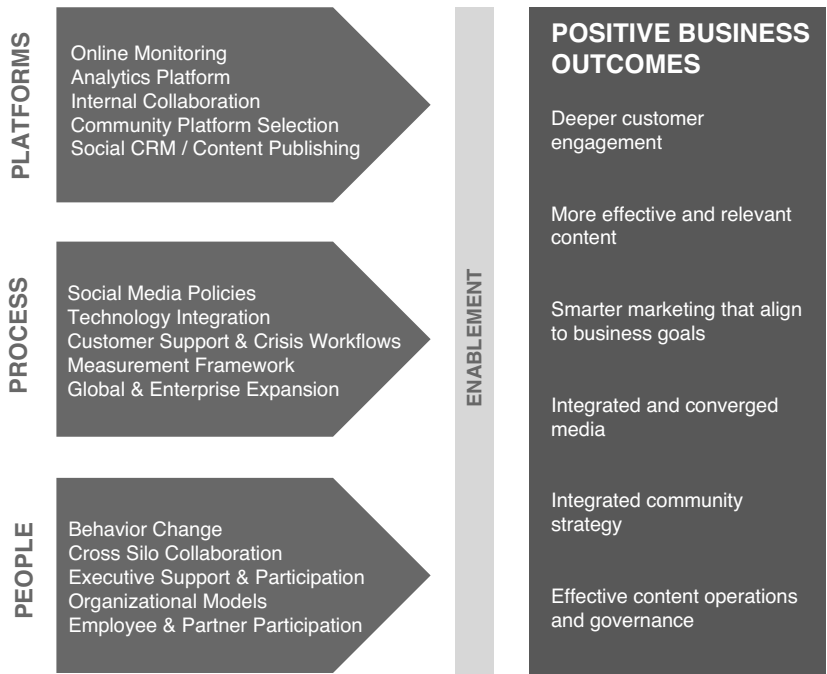 PLATFORMS
Online Monitoring
Analytics Platform
Internal Collaboration
Community Platform Selection
Social CRM / Content Publishing
PROCESS
Social Media Policies
Technology Integration
Customer Support & Crisis Workflows
Measurement Framework
Global & Enterprise Expansion
PEOPLE
Behavior Change
Cross Silo Collaboration
Executive Support & Participation
Organizational Models
Employee & Partner Participation
ENABLEMENT
POSITIVE BUSINESS
OUTCOMES
Deeper customer
engagement
More effective and relevant
content
Smarter marketing that align
to business goals
Integrated and converged
media
Integrated community
strategy
Effective content operations
and governance